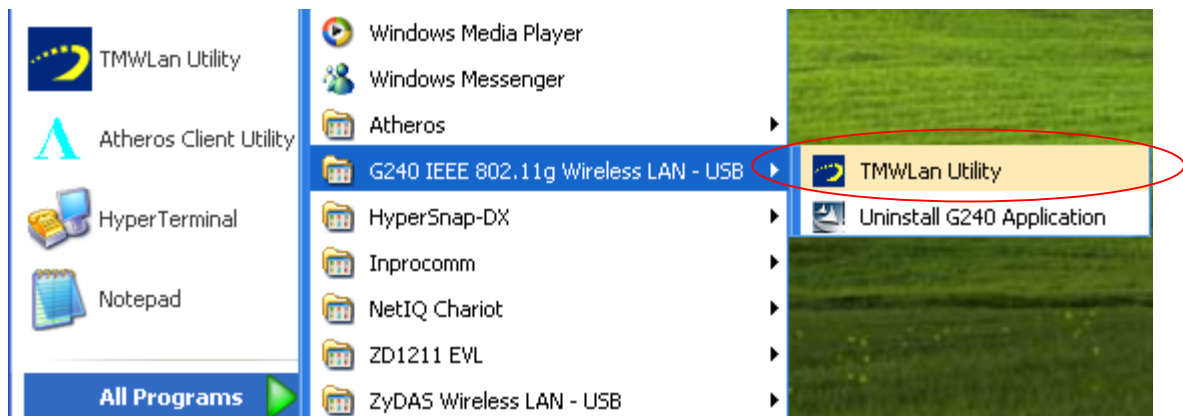 TMWLan Utility
Atheros Client Utility
HyperTerminal
Notepad
All Programs
Windows Media Player
Windows Messenger
Atheros
G240 IEEE 802.11g Wireless LAN - USB
HyperSnap-DX
Inprocomm
NetIQ Chariot
ZD1211 EVL
ZyDAS Wireless LAN - USB
TMWLan Utility
Uninstall G240 Application